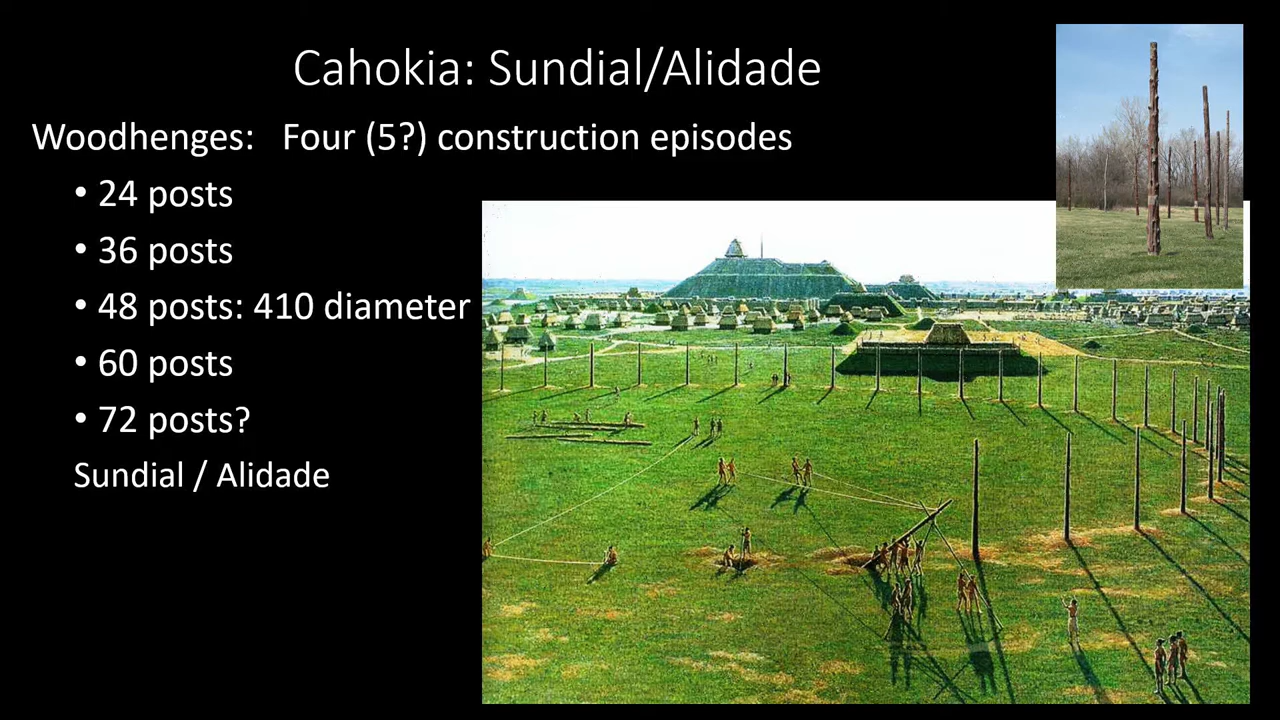 Cahokia: Sundial/Alidade
Woodhenges: Four (5?) construction episodes
• 24 posts
• 36 posts
• 48 posts: 410 diameter
• 60 posts
• 72 posts?
Sundial / Alidade